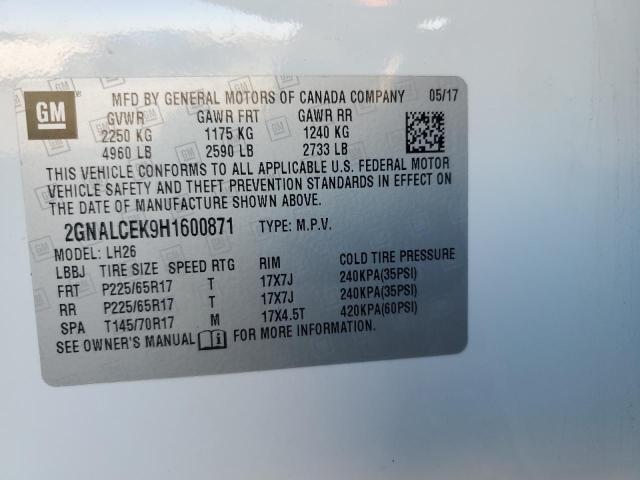 GM
MFD BY GENERAL MOTORS OF CANADA COMPANY 05/17
GVWR GAWR FRT GAWR RR
2250 KG 1175 KG 1240 KG
4960 LB 2590 LB 2733 LB
THIS VEHICLE CONFORMS TO ALL APPLICABLE U.S. FEDERAL MOTOR
VEHICLE SAFETY AND THEFT PREVENTION STANDARDS IN EFFECT ON
THE DATE OF MANUFACTURE SHOWN ABOVE.
2GNALCEK9H1600871 TYPE: M.P.V.
MODEL: LH26
LBBJ TIRE SIZE SPEED RTG RIM COLD TIRE PRESSURE
FRT P225/65R17 T 17X7J 240KPA(35PSI)
RR P225/65R17 T 17X7J 240KPA(35PSI)
SPA T145/70R17 M 17X4.5T 420KPA(60PSI)
SEE OWNER'S MANUAL FOR MORE INFORMATION.